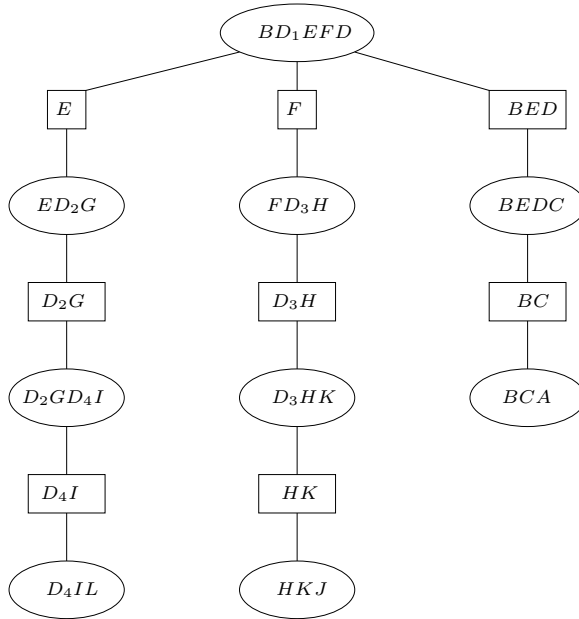 BD₁EFD
E F BED
ED₂G FD₃H BEDC
D₂G D₃H BC
D₂GD₄I D₃HK BCA
D₄I HK
D₄IL HKJ